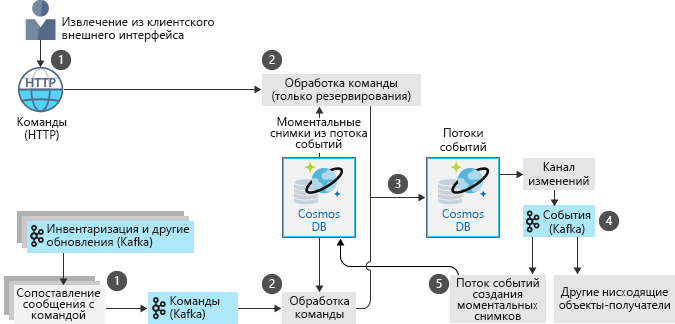 Извлечение из клиентского
внешнего интерфейса
1
HTTP
Команды
(HTTP)
2
Обработка команды
(только резервирования)
Моментальные
снимки из потока
событий
Cosmos
DB
3
Потоки
событий
Cosmos
DB
Канал
изменений
События
(Kafka)
4
Инвентаризация и другие
обновления (Kafka)
Сопоставление
сообщения с
командой
1
Команды
(Kafka)
2
Обработка
команды
5
Поток событий
создания
моментальных
снимков
Другие нисходящие
объекты-получатели